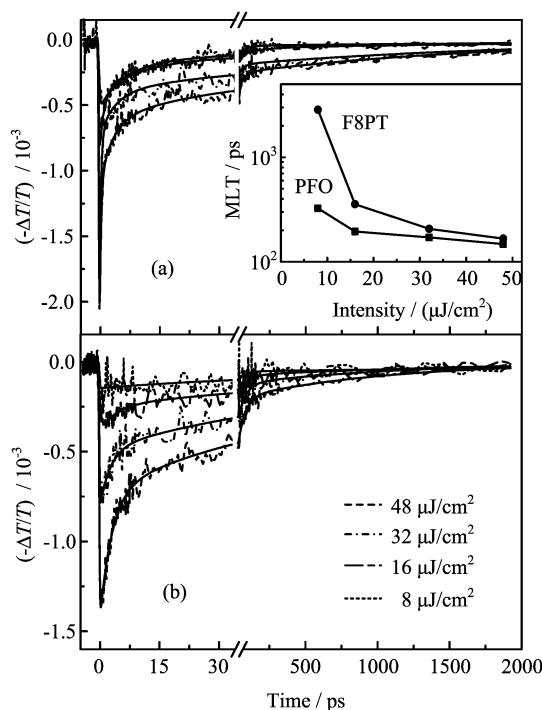 0.0
-0.5
-1.0
-1.5
-2.0
(-ΔT/T) / 10⁻³
(a)
MLT / ps
10³
10²
F8PT
PFO
0 10 20 30 40 50
Intensity / (μJ/cm²)
0.0
-0.5
-1.0
-1.5
(-ΔT/T) / 10⁻³
(b)
48 μJ/cm²
32 μJ/cm²
16 μJ/cm²
8 μJ/cm²
0 15 30 500 1000 1500 2000
Time / ps